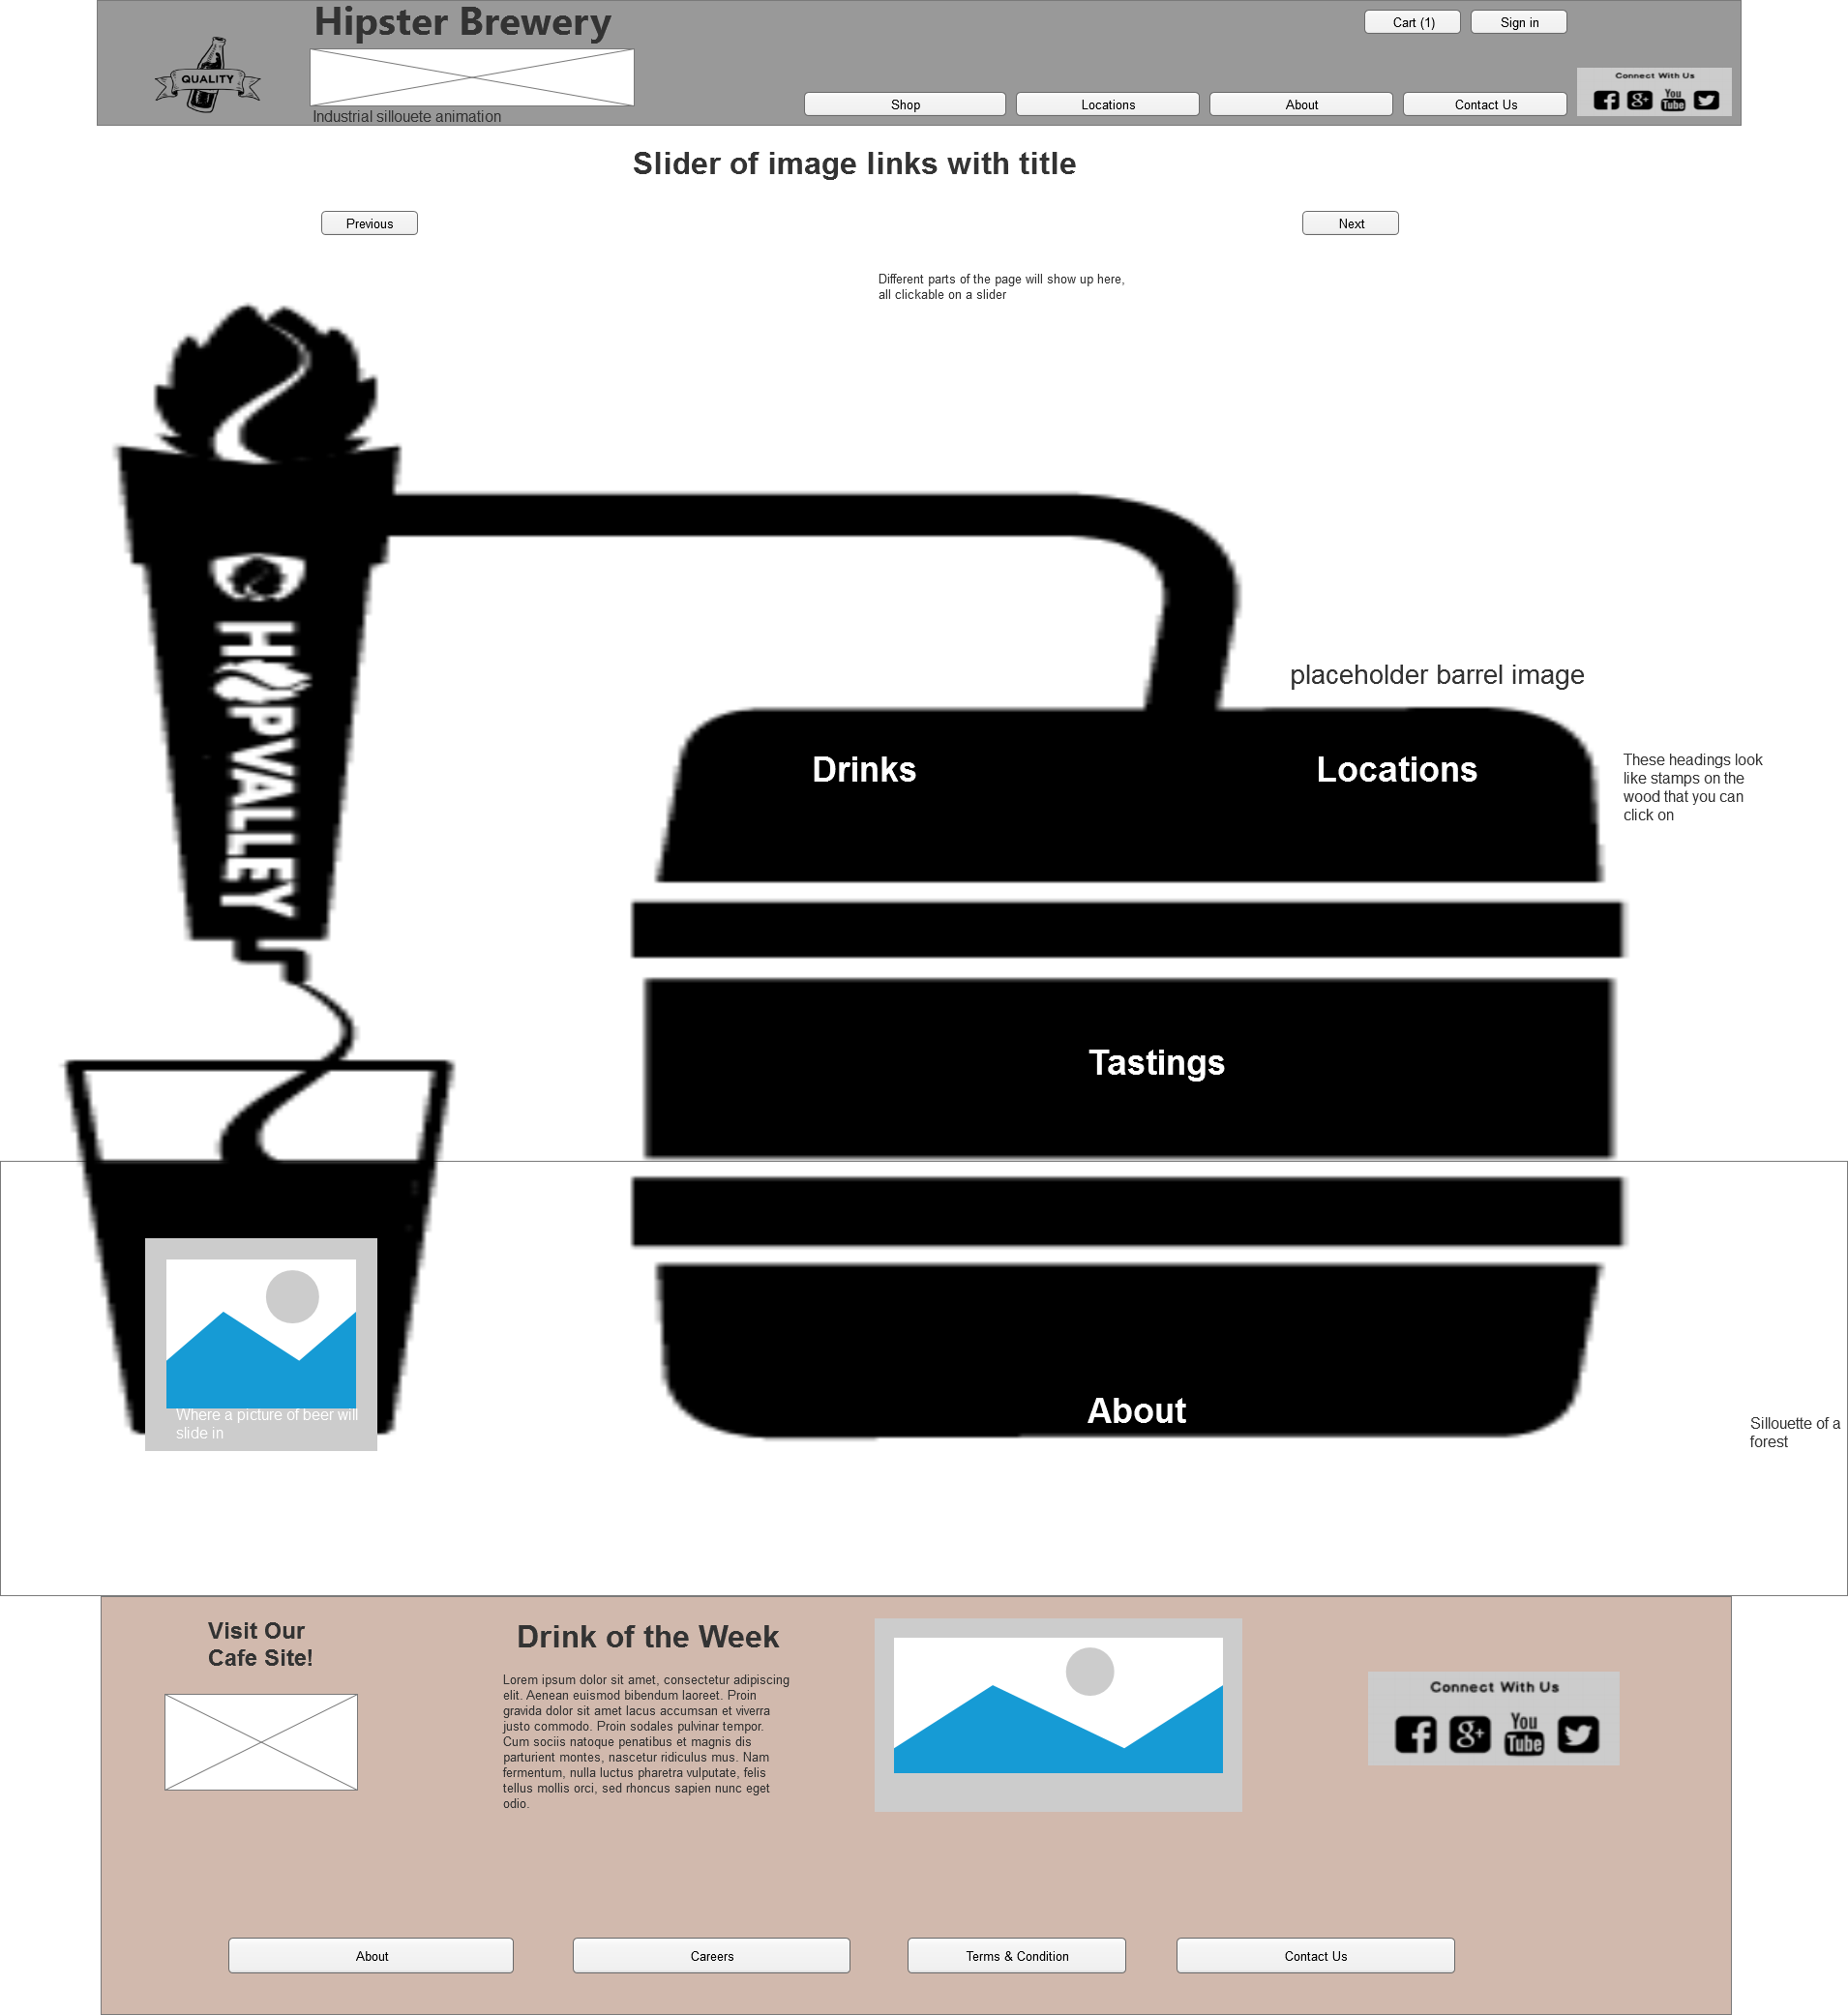 Hipster Brewery
Cart (1)
Sign in
QUALITY
Connect With Us
You
Tube
Shop
Locations
About
Contact Us
Industrial sillouete animation
Slider of image links with title
Previous
Next
Different parts of the page will show up here,
all clickable on a slider
HOPVALLEY
placeholder barrel image
Drinks
Locations
These headings look
like stamps on the
wood that you can
click on
Tastings
About
Where a picture of beer will
slide in
Sillouette of a
forest
Visit Our
Cafe Site!
Drink of the Week
Lorem ipsum dolor sit amet, consectetur adipiscing
elit. Aenean euismod bibendum laoreet. Proin
gravida dolor sit amet lacus accumsan et viverra
justo commodo. Proin sodales pulvinar tempor.
Cum sociis natoque penatibus et magnis dis
parturient montes, nascetur ridiculus mus. Nam
fermentum, nulla luctus pharetra vulputate, felis
tellus mollis orci, sed rhoncus sapien nunc eget
odio.
Connect With Us
You
Tube
About
Careers
Terms & Condition
Contact Us